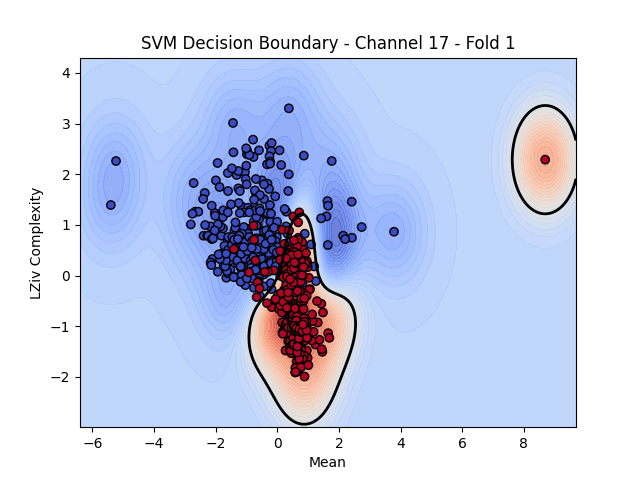 SVM Decision Boundary - Channel 17 - Fold 1
LZiv Complexity
4
3
2
1
0
−1
−2
−6 −4 −2 0 2 4 6 8
Mean